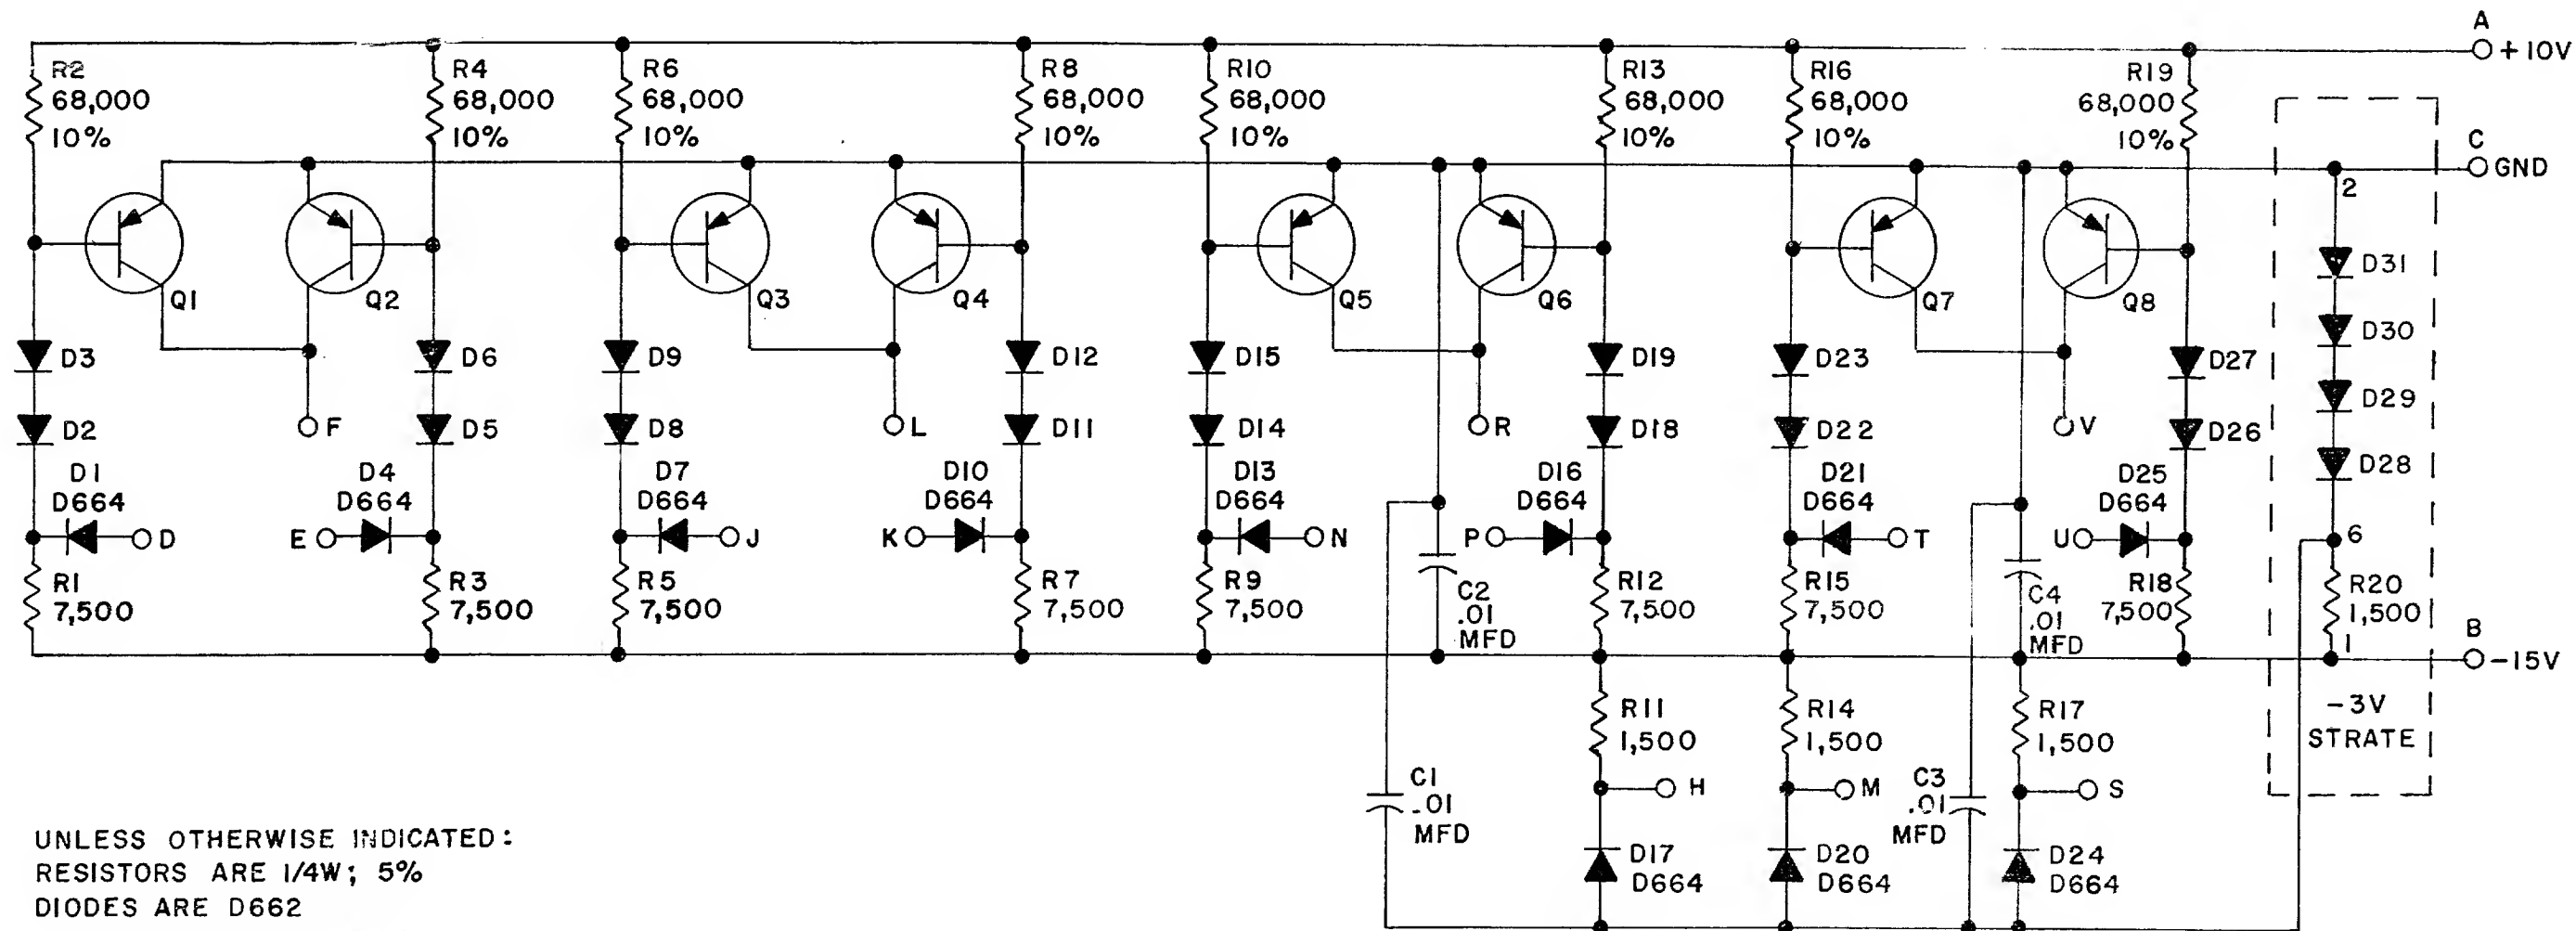 A
+10V
R2
68,000
10%
R4
68,000
10%
R6
68,000
10%
R8
68,000
10%
R10
68,000
10%
R13
68,000
10%
R16
68,000
10%
R19
68,000
10%
C
GND
2
Q1
Q2
Q3
Q4
Q5
Q6
Q7
Q8
D31
D30
D29
D28
D3
D6
D9
D12
D15
D19
D23
D27
D2
F
D5
D8
L
D11
D14
R
D18
D22
V
D26
D1
D664
D
D4
D664
E
D7
D664
J
D10
D664
K
D13
D664
N
D16
D664
P
D21
D664
T
D25
D664
U
6
R1
7,500
R3
7,500
R5
7,500
R7
7,500
R9
7,500
C2
.01
MFD
R12
7,500
R15
7,500
C4
.01
MFD
R18
7,500
R20
1,500
1
B
-15V
-3V
STRATE
R11
1,500
R14
1,500
R17
1,500
H
M
S
C1
.01
MFD
C3
.01
MFD
D17
D664
D20
D664
D24
D664
UNLESS OTHERWISE INDICATED:
RESISTORS ARE 1/4W; 5%
DIODES ARE D662